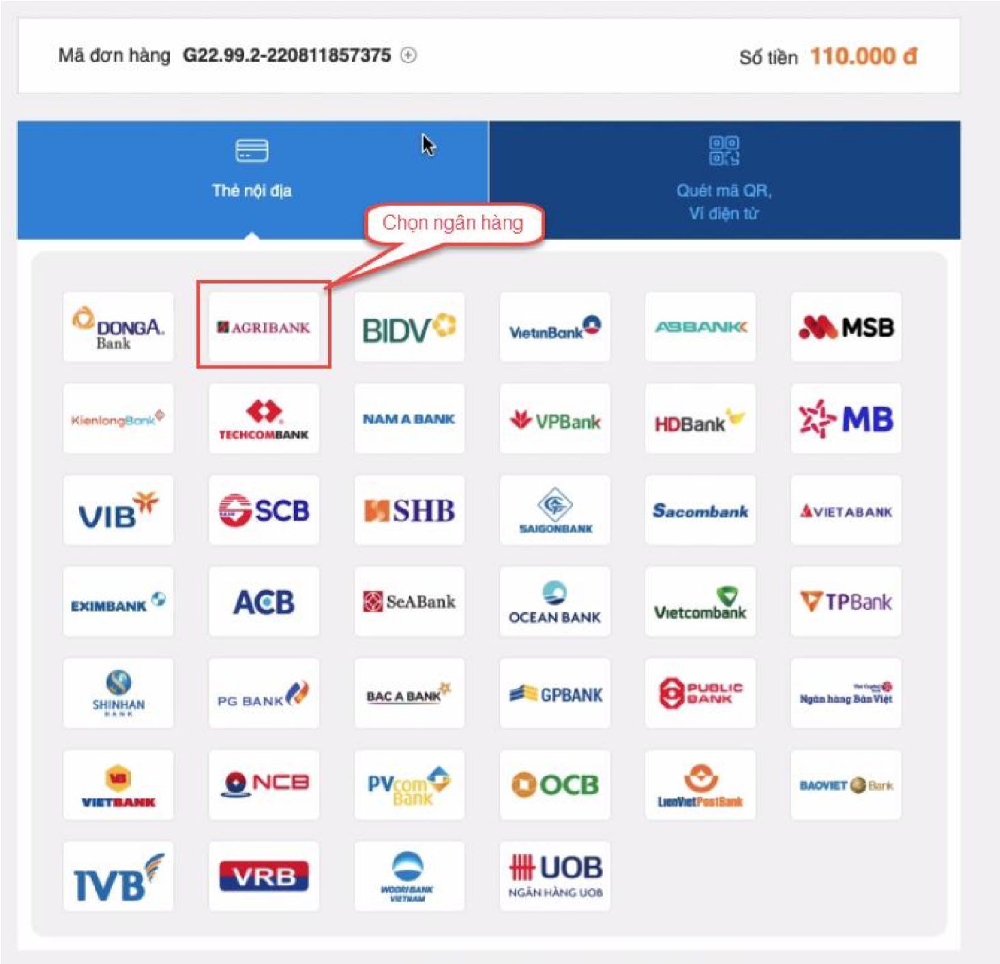 Mã đơn hàng G22.99.2-220811857375
Số tiền 110.000 đ
Thẻ nội địa
Quét mã QR,
Ví điện tử
Chọn ngân hàng
DONGA
Bank
AGRIBANK
BIDV
VietinBank
ABBANK
MSB
KienlongBank
TECHCOMBANK
NAM A BANK
VPBank
HDBank
MB
VIB
SCB
SHB
SAIGONBANK
Sacombank
VIETABANK
EXIMBANK
ACB
SeABank
OCEAN BANK
Vietcombank
TPBank
SHINHAN
BANK
PG BANK
BAC A BANK
GPBANK
PUBLIC
BANK
Ngân hàng Bản Việt
VB
VIETBANK
NCB
PVcom
Bank
OCB
LienVietPostBank
BAOVIET Bank
IVB
VRB
WOORI BANK
VIETNAM
UOB
NGÂN HÀNG UOB